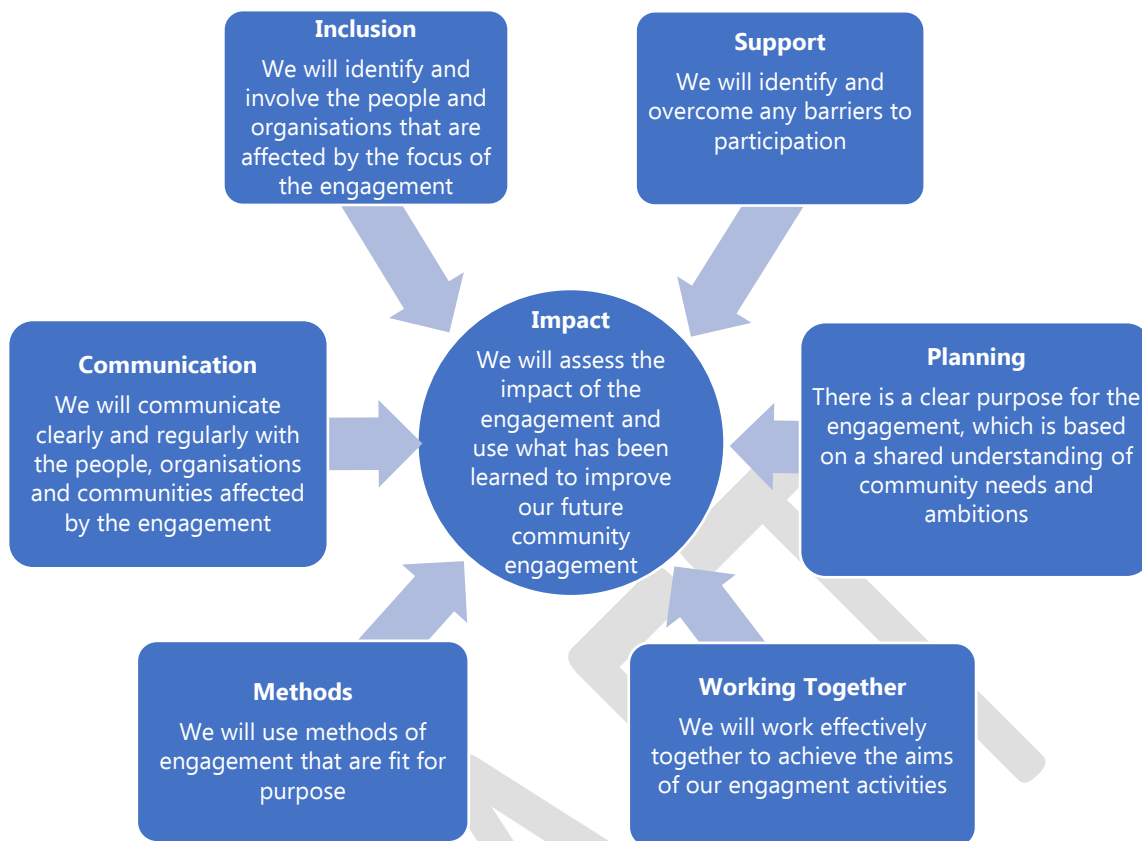 Inclusion
We will identify and
involve the people and
organisations that are
affected by the focus of
the engagement
Support
We will identify and
overcome any barriers to
participation
Impact
We will assess the
impact of the
engagement and
use what has been
learned to improve
our future
community
engagement
Communication
We will communicate
clearly and regularly with
the people, organisations
and communities affected
by the engagement
Planning
There is a clear purpose for the
engagement, which is based
on a shared understanding of
community needs and
ambitions
Methods
We will use methods of
engagement that are fit for
purpose
Working Together
We will work effectively
together to achieve the aims
of our engagment activities